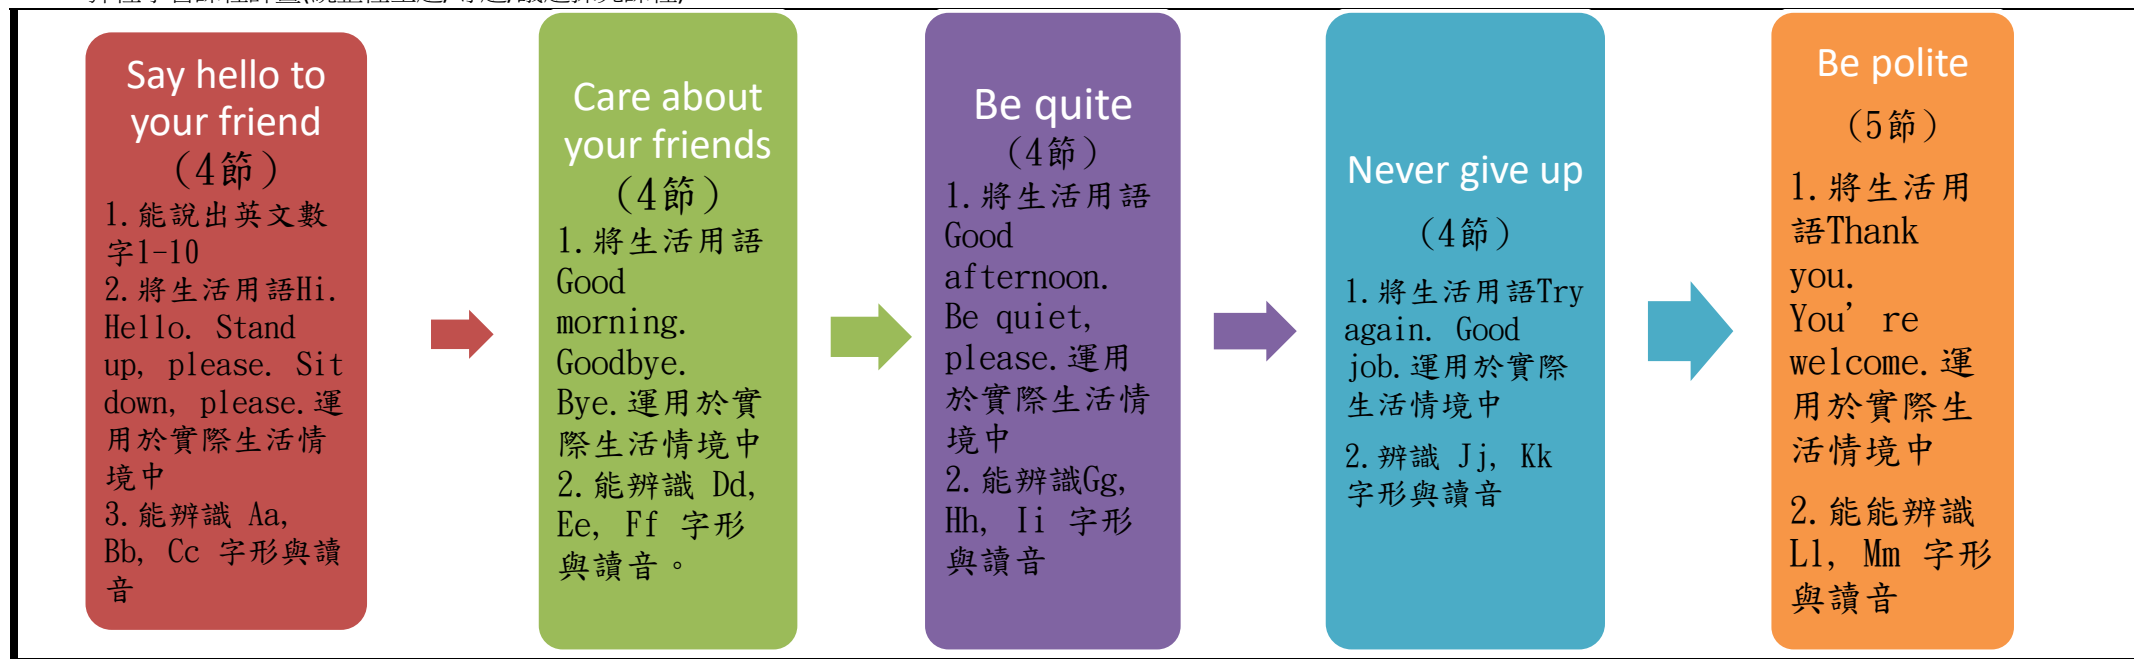 Say hello to
your friend
（4節）
1.能說出英文數
字1-10
2.將生活用語Hi.
Hello. Stand
up, please. Sit
down, please.運
用於實際生活情
境中
3.能辨識 Aa,
Bb, Cc 字形與讀
音
Care about
your friends
（4節）
1.將生活用語
Good
morning.
Goodbye.
Bye.運用於實
際生活情境中
2.能辨識 Dd,
Ee, Ff 字形
與讀音。
Be quite
（4節）
1.將生活用語
Good
afternoon.
Be quiet,
please.運用
於實際生活情
境中
2.能辨識Gg,
Hh, Ii 字形
與讀音
Never give up
（4節）
1.將生活用語Try
again. Good
job.運用於實際
生活情境中
2.辨識 Jj, Kk
字形與讀音
Be polite
（5節）
1.將生活用
語Thank
you.
You’re
welcome.運
用於實際生
活情境中
2.能能辨識
Ll, Mm 字形
與讀音